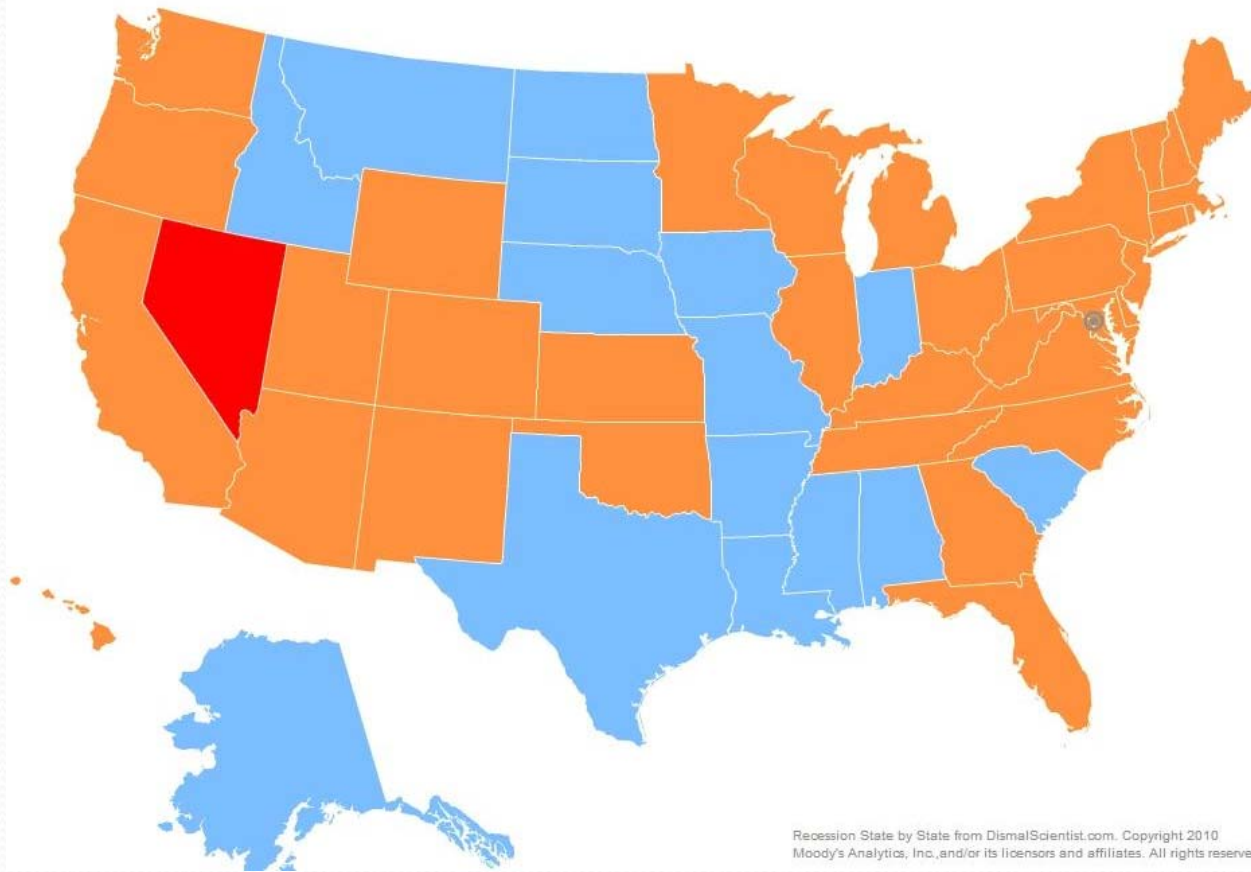 Recession State by State from DismalScientist.com. Copyright 2010
Moody's Analytics, Inc.,and/or its licensors and affiliates. All rights reserve